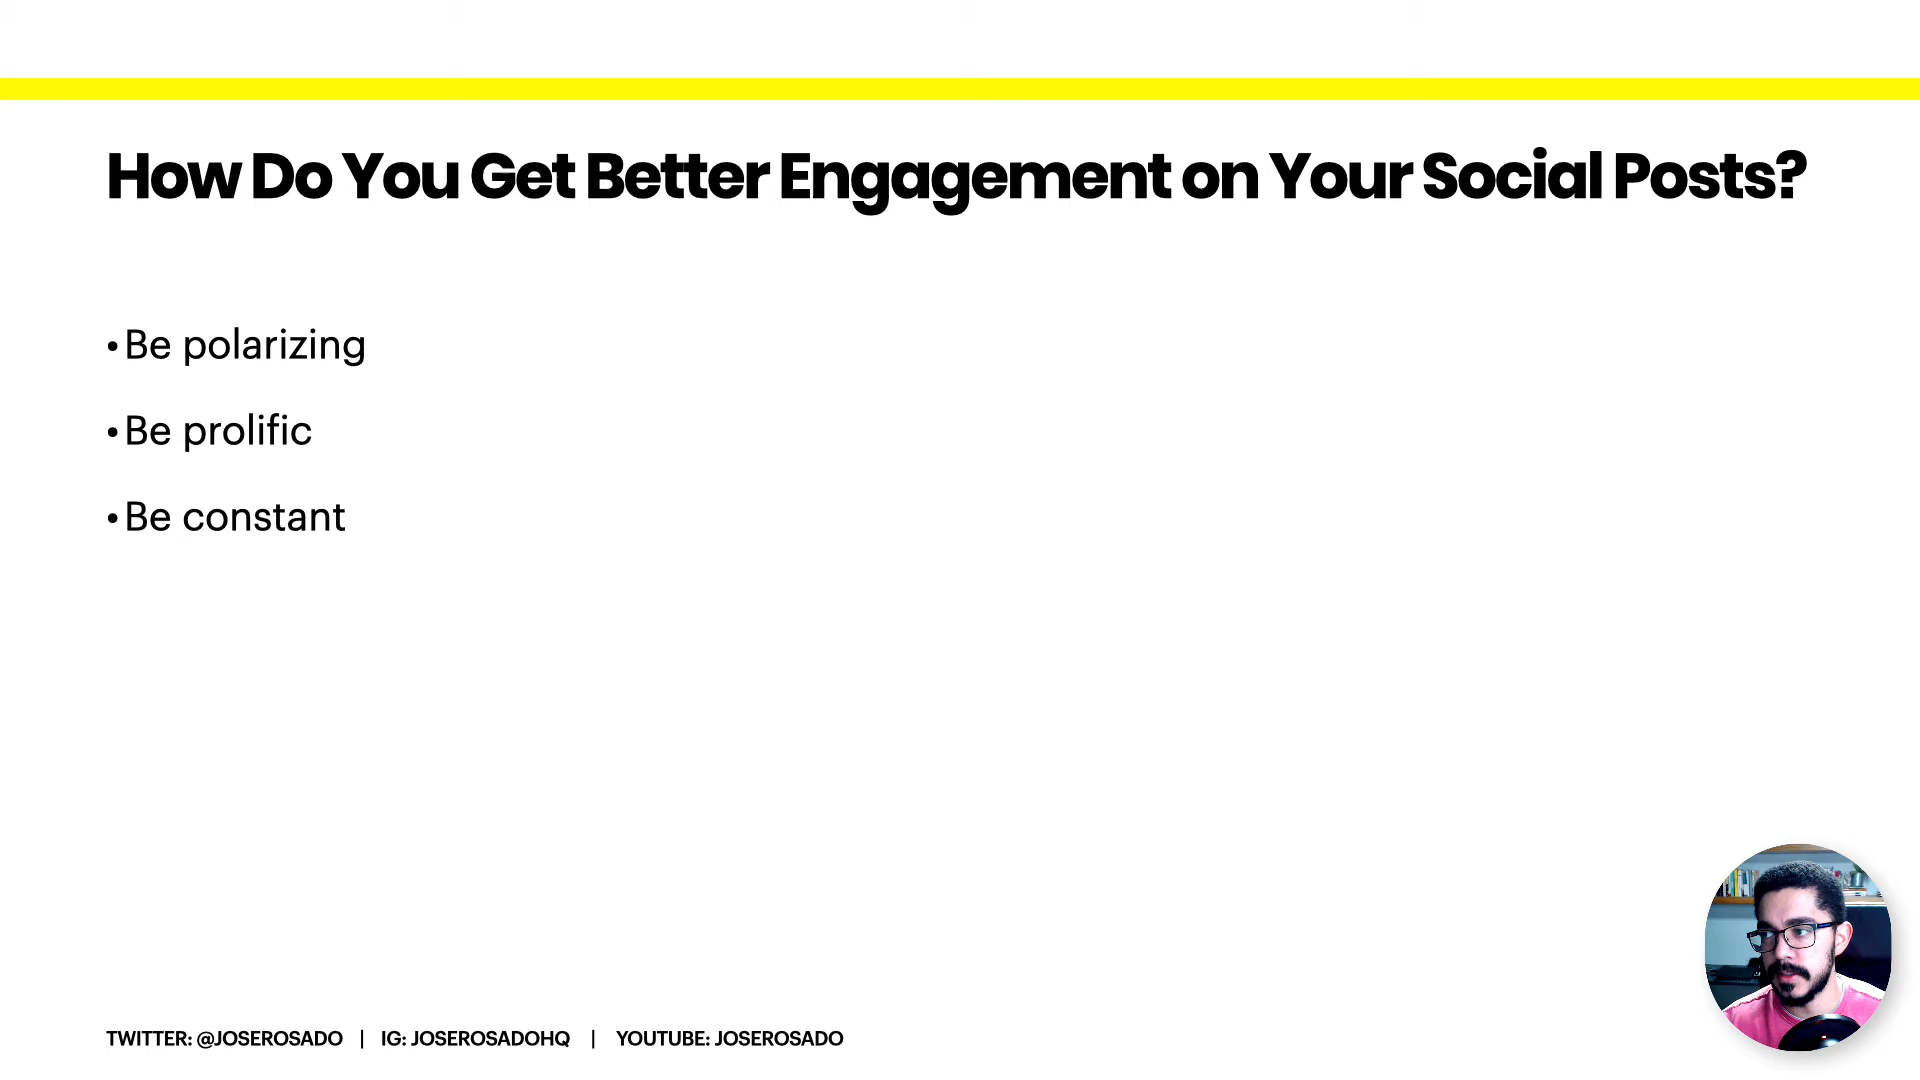 How Do You Get Better Engagement on Your Social Posts?
• Be polarizing
• Be prolific
• Be constant
TWITTER: @JOSEROSADO | IG: JOSEROSADOHQ | YOUTUBE: JOSEROSADO